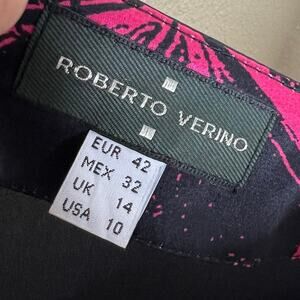 ROBERTO VERINO
EUR 42
MEX 32
UK 14
USA 10